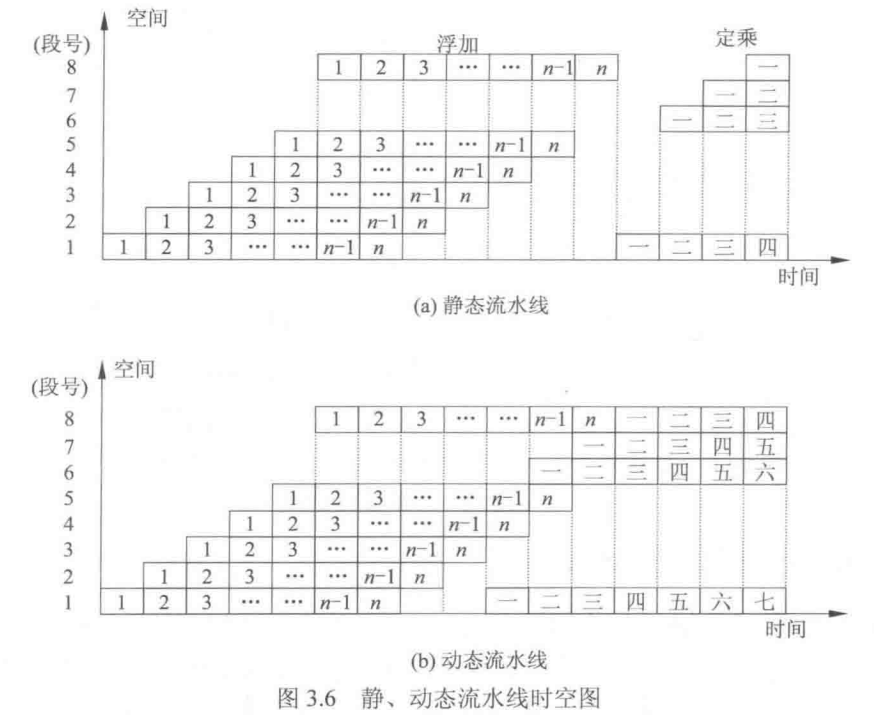 空间
(段号)
浮加
定乘
8 1 2 3 ··· ··· n-1 n 一
7 一 二
6 一 二 三
5 1 2 3 ··· ··· n-1 n
4 1 2 3 ··· ··· n-1 n
3 1 2 3 ··· ··· n-1 n
2 1 2 3 ··· ··· n-1 n
1 1 2 3 ··· ··· n-1 n 一 二 三 四
时间
(a) 静态流水线
空间
(段号)
8 1 2 3 ··· ··· n-1 n 一 二 三 四
7 一 二 三 四 五
6 一 二 三 四 五 六
5 1 2 3 ··· ··· n-1 n
4 1 2 3 ··· ··· n-1 n
3 1 2 3 ··· ··· n-1 n
2 1 2 3 ··· ··· n-1 n
1 1 2 3 ··· ··· n-1 n 一 二 三 四 五 六 七
时间
(b) 动态流水线
图 3.6 静、动态流水线时空图